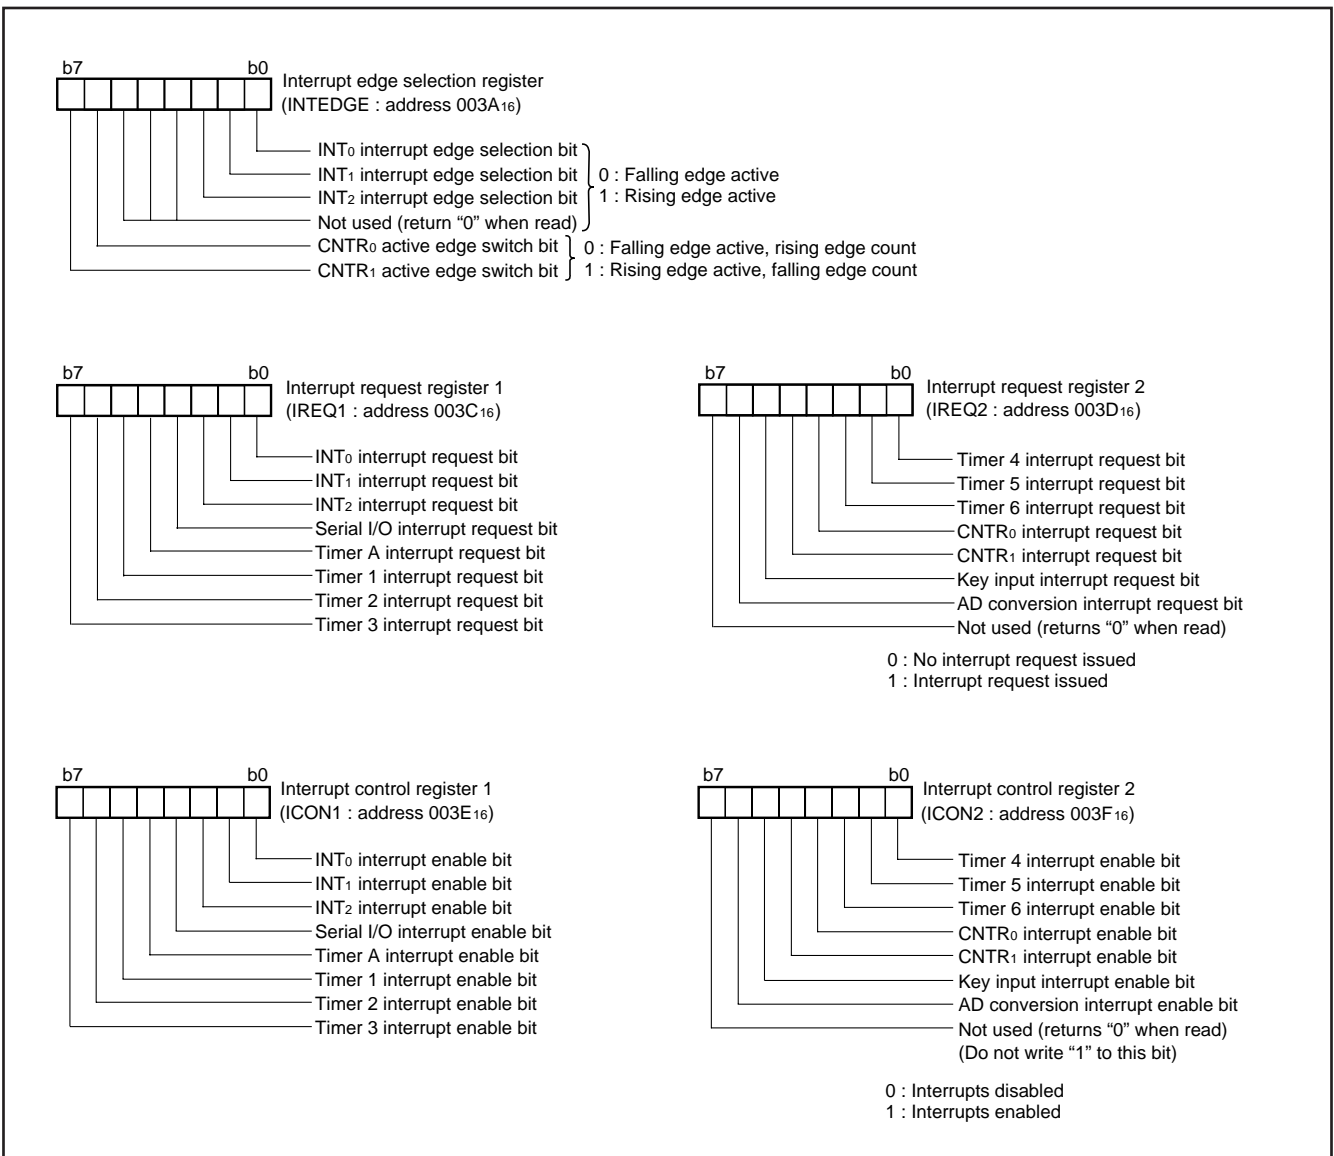 b7 b0
Interrupt edge selection register
(INTEDGE : address 003A16)
INT0 interrupt edge selection bit
INT1 interrupt edge selection bit
INT2 interrupt edge selection bit
Not used (return “0” when read)
0 : Falling edge active
1 : Rising edge active
CNTR0 active edge switch bit
CNTR1 active edge switch bit
0 : Falling edge active, rising edge count
1 : Rising edge active, falling edge count
b7 b0
Interrupt request register 1
(IREQ1 : address 003C16)
INT0 interrupt request bit
INT1 interrupt request bit
INT2 interrupt request bit
Serial I/O interrupt request bit
Timer A interrupt request bit
Timer 1 interrupt request bit
Timer 2 interrupt request bit
Timer 3 interrupt request bit
b7 b0
Interrupt request register 2
(IREQ2 : address 003D16)
Timer 4 interrupt request bit
Timer 5 interrupt request bit
Timer 6 interrupt request bit
CNTR0 interrupt request bit
CNTR1 interrupt request bit
Key input interrupt request bit
AD conversion interrupt request bit
Not used (returns “0” when read)
0 : No interrupt request issued
1 : Interrupt request issued
b7 b0
Interrupt control register 1
(ICON1 : address 003E16)
INT0 interrupt enable bit
INT1 interrupt enable bit
INT2 interrupt enable bit
Serial I/O interrupt enable bit
Timer A interrupt enable bit
Timer 1 interrupt enable bit
Timer 2 interrupt enable bit
Timer 3 interrupt enable bit
b7 b0
Interrupt control register 2
(ICON2 : address 003F16)
Timer 4 interrupt enable bit
Timer 5 interrupt enable bit
Timer 6 interrupt enable bit
CNTR0 interrupt enable bit
CNTR1 interrupt enable bit
Key input interrupt enable bit
AD conversion interrupt enable bit
Not used (returns “0” when read)
(Do not write “1” to this bit)
0 : Interrupts disabled
1 : Interrupts enabled